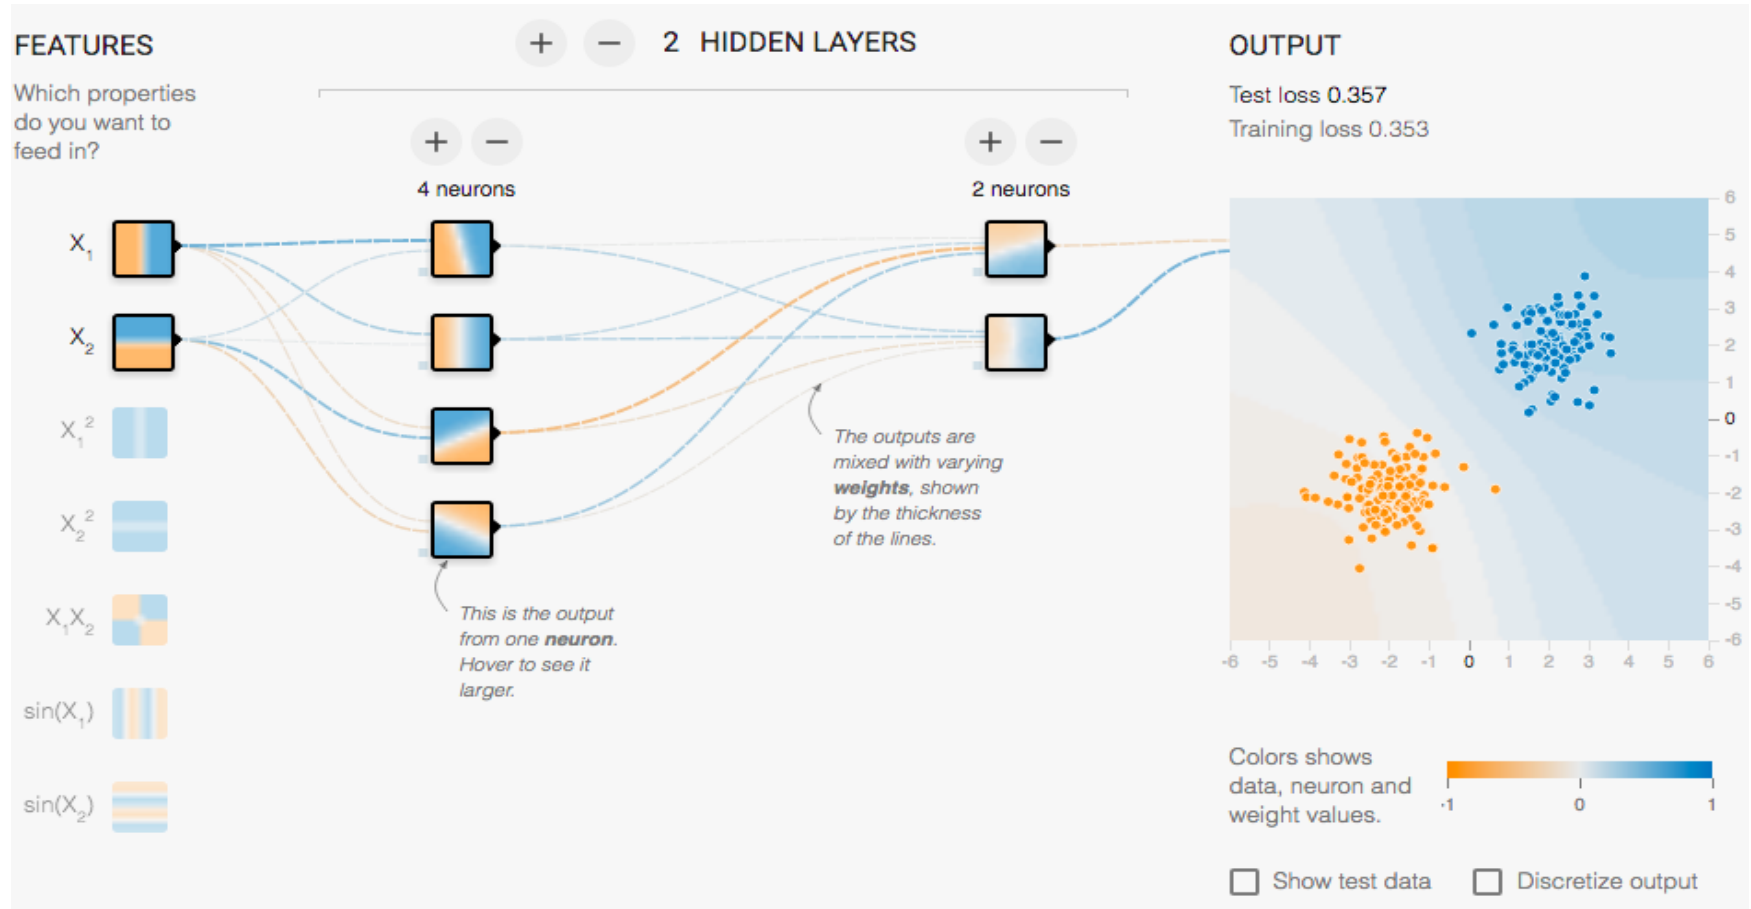 FEATURES
Which properties
do you want to
feed in?
+ − 2 HIDDEN LAYERS
+ −
4 neurons
+ −
2 neurons
X₁
X₂
X₁²
X₂²
X₁X₂
sin(X₁)
sin(X₂)
This is the output
from one neuron.
Hover to see it
larger.
The outputs are
mixed with varying
weights, shown
by the thickness
of the lines.
OUTPUT
Test loss 0.357
Training loss 0.353
6
5
4
3
2
1
0
-1
-2
-3
-4
-5
-6
-6 -5 -4 -3 -2 -1 0 1 2 3 4 5 6
Colors shows
data, neuron and
weight values.
-1 0 1
Show test data
Discretize output